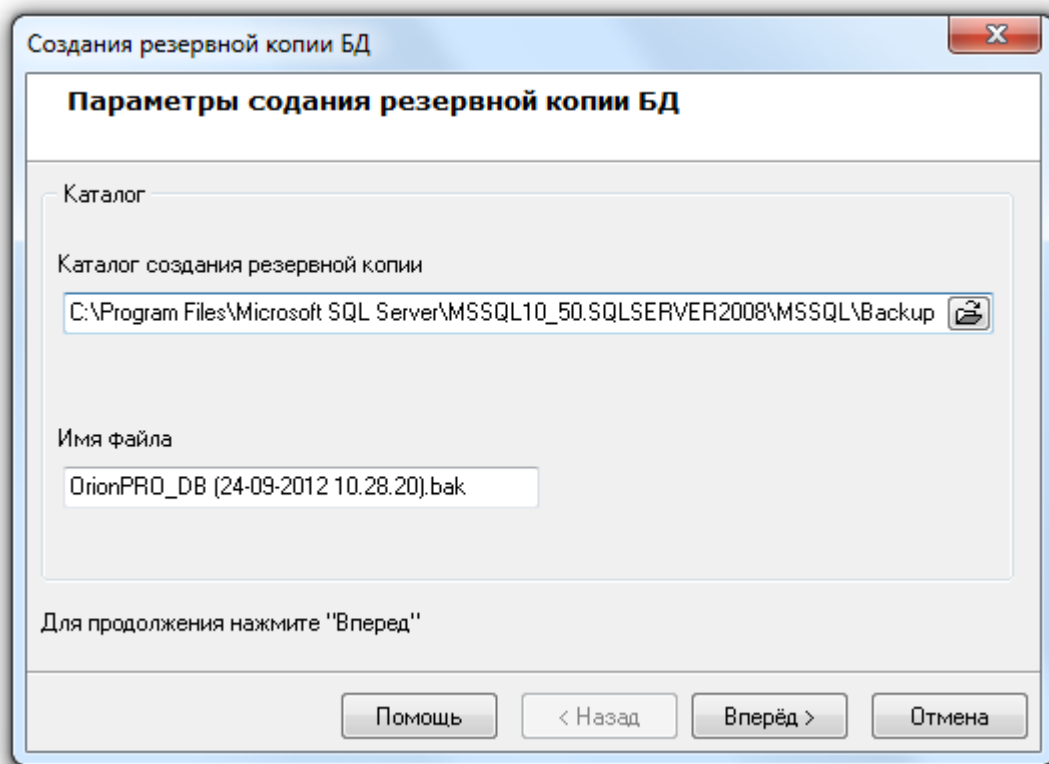 Создания резервной копии БД
Параметры содания резервной копии БД
Каталог
Каталог создания резервной копии
C:\Program Files\Microsoft SQL Server\MSSQL10_50.SQLSERVER2008\MSSQL\Backup
Имя файла
OrionPRO_DB (24-09-2012 10.28.20).bak
Для продолжения нажмите "Вперед"
Помощь < Назад Вперёд > Отмена